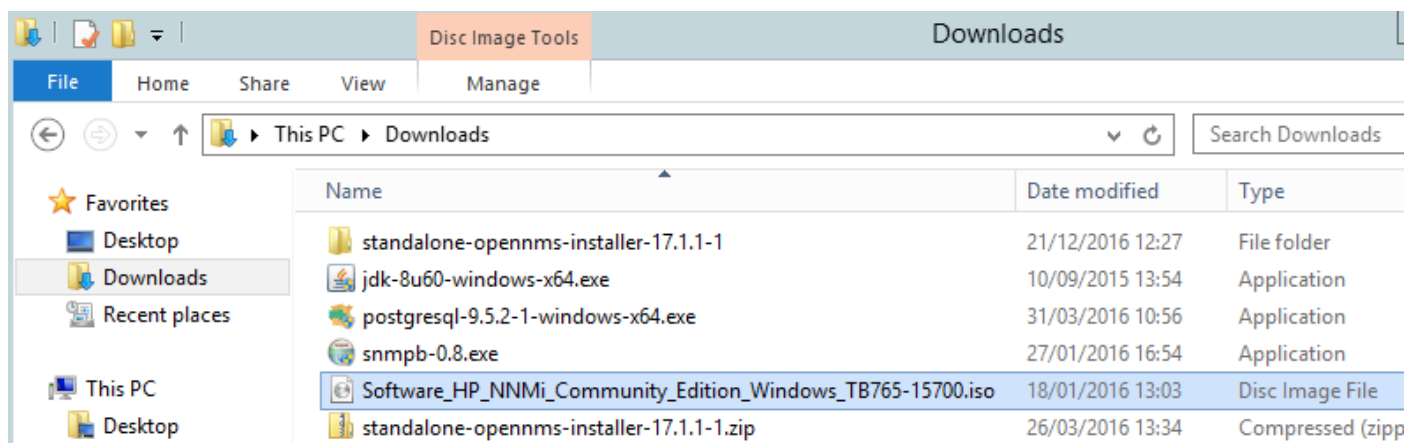 Disc Image Tools
Downloads
File Home Share View Manage
This PC Downloads
Search Downloads
Name Date modified Type
Favorites
Desktop
Downloads
Recent places
This PC
Desktop
standalone-opennms-installer-17.1.1-1 21/12/2016 12:27 File folder
jdk-8u60-windows-x64.exe 10/09/2015 13:54 Application
postgresql-9.5.2-1-windows-x64.exe 31/03/2016 10:56 Application
snmpb-0.8.exe 27/01/2016 16:54 Application
Software_HP_NNMi_Community_Edition_Windows_TB765-15700.iso 18/01/2016 13:03 Disc Image File
standalone-opennms-installer-17.1.1-1.zip 26/03/2016 13:34 Compressed (zipp